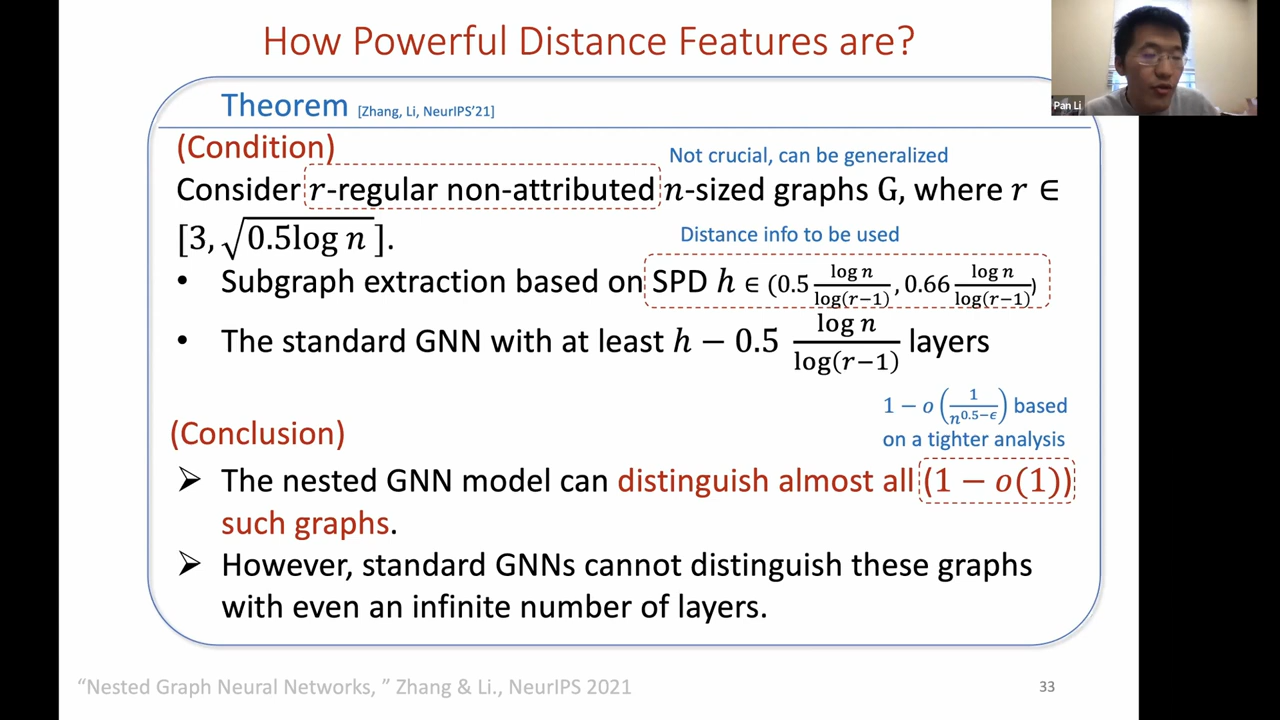 How Powerful Distance Features are?
Pan Li
Theorem [Zhang, Li, NeurIPS'21]
(Condition)
Not crucial, can be generalized
Consider r-regular non-attributed n-sized graphs G, where r ∈
[3, √0.5log n ].
Distance info to be used
• Subgraph extraction based on SPD h ∈ (0.5 log n / log(r−1), 0.66 log n / log(r−1))
• The standard GNN with at least h − 0.5 log n / log(r−1) layers
1 − o(1 / n^0.5−ϵ) based
on a tighter analysis
(Conclusion)
➢ The nested GNN model can distinguish almost all (1 − o(1))
such graphs.
➢ However, standard GNNs cannot distinguish these graphs
with even an infinite number of layers.
“Nested Graph Neural Networks, ” Zhang & Li., NeurIPS 2021
33